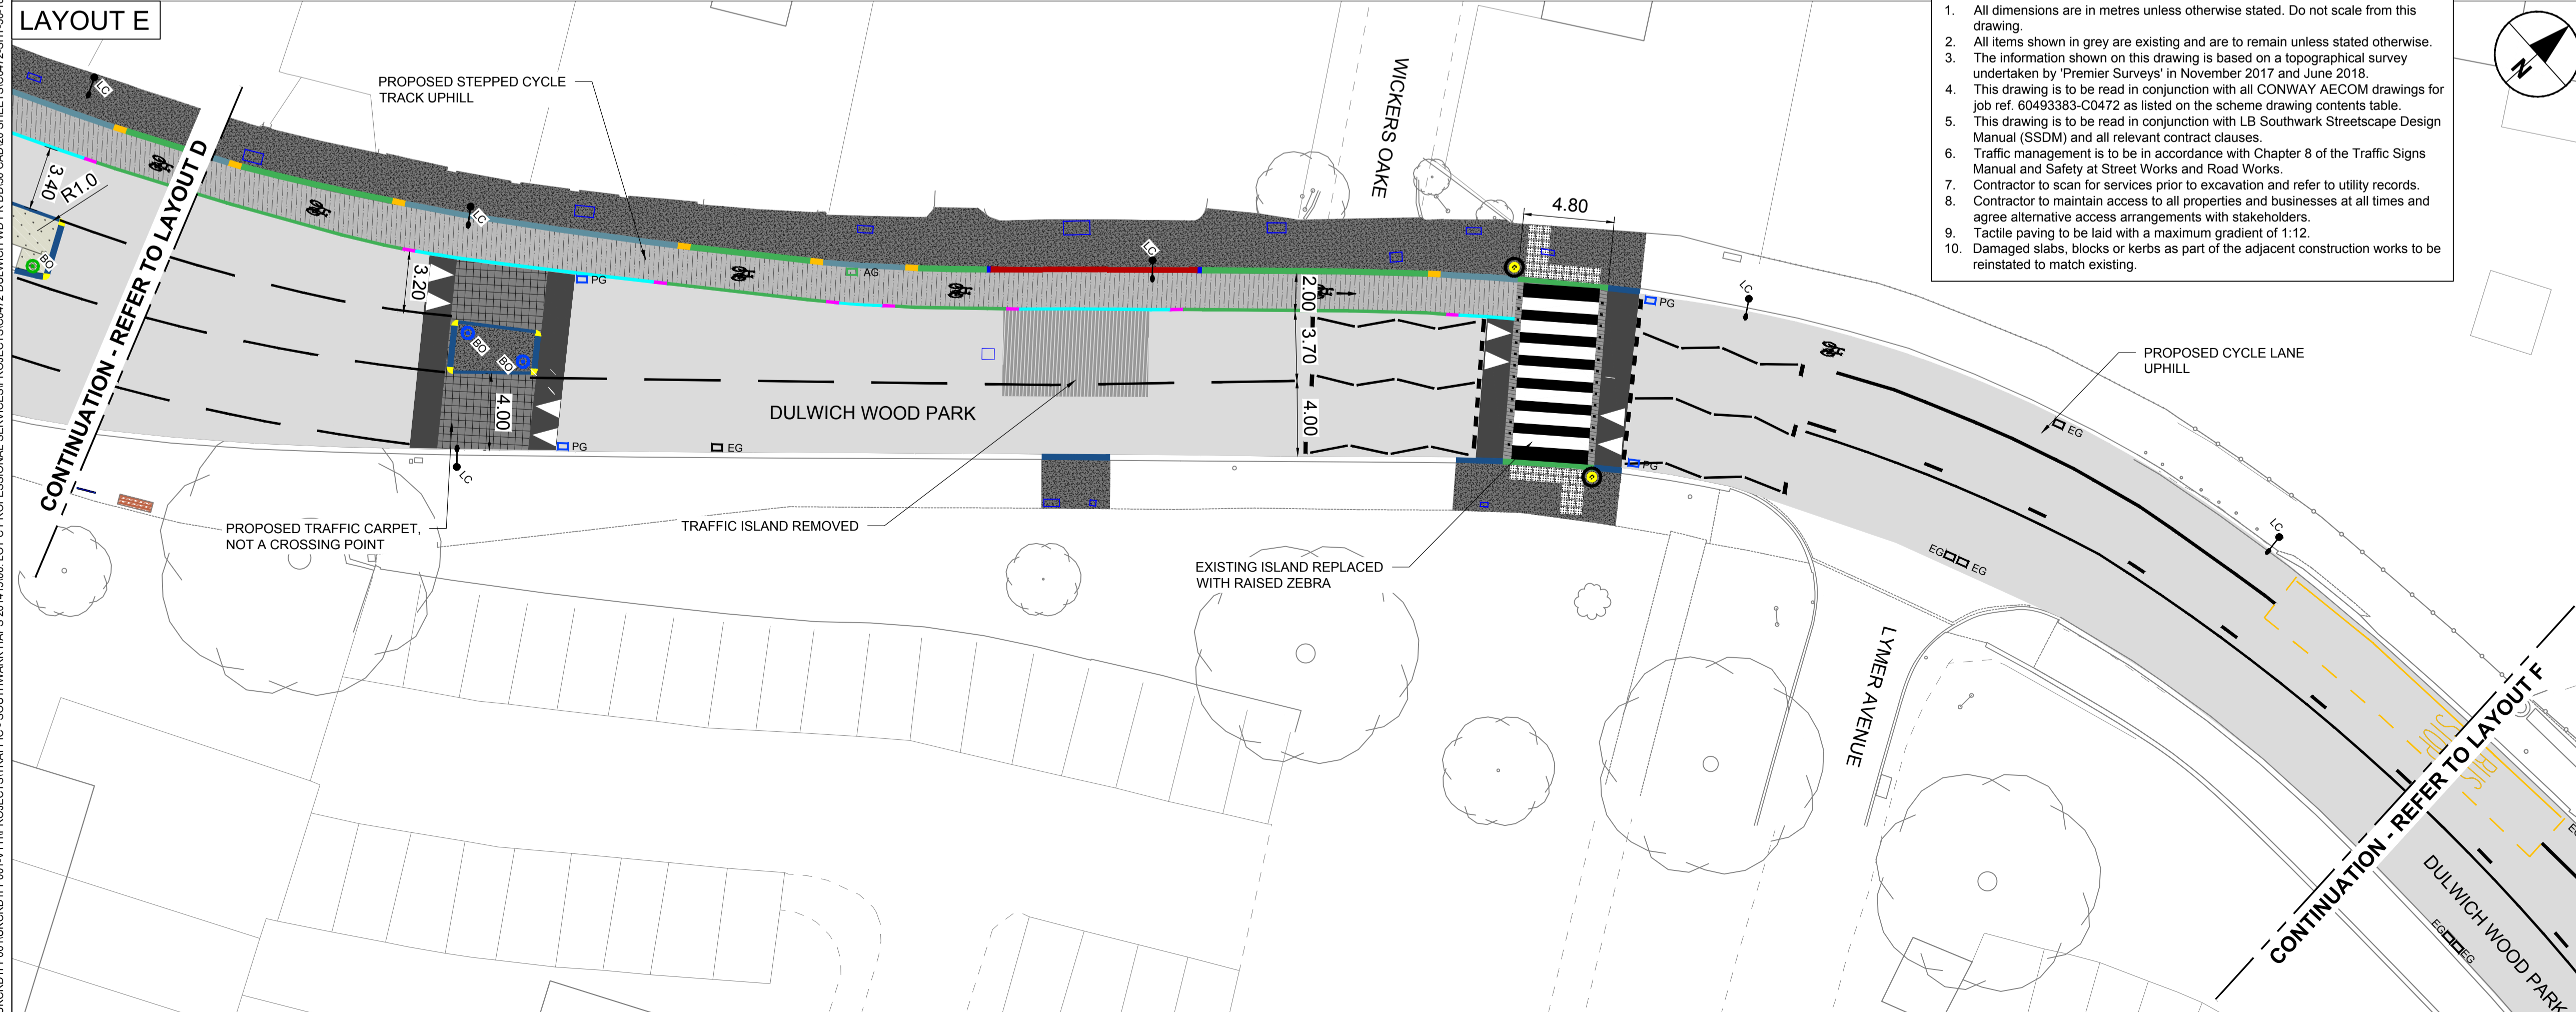 LAYOUT E
1. All dimensions are in metres unless otherwise stated. Do not scale from this
drawing.
2. All items shown in grey are existing and are to remain unless stated otherwise.
3. The information shown on this drawing is based on a topographical survey
undertaken by 'Premier Surveys' in November 2017 and June 2018.
4. This drawing is to be read in conjunction with all CONWAY AECOM drawings for
job ref. 60493383-C0472 as listed on the scheme drawing contents table.
5. This drawing is to be read in conjunction with LB Southwark Streetscape Design
Manual (SSDM) and all relevant contract clauses.
6. Traffic management is to be in accordance with Chapter 8 of the Traffic Signs
Manual and Safety at Street Works and Road Works.
7. Contractor to scan for services prior to excavation and refer to utility records.
8. Contractor to maintain access to all properties and businesses at all times and
agree alternative access arrangements with stakeholders.
9. Tactile paving to be laid with a maximum gradient of 1:12.
10. Damaged slabs, blocks or kerbs as part of the adjacent construction works to be
reinstated to match existing.
N
PROPOSED STEPPED CYCLE
TRACK UPHILL
WICKERS OAKE
LC
3.40
R1.0
BO
CONTINUATION - REFER TO LAYOUT D
LC
3.20
PG
BO
BO
4.00
PG
LC
EG
AG
LC
DULWICH WOOD PARK
2.00
3.70
4.00
4.80
PG
PG
LC
PROPOSED CYCLE LANE
UPHILL
EG
EG
EG
LC
PROPOSED TRAFFIC CARPET,
NOT A CROSSING POINT
TRAFFIC ISLAND REMOVED
EXISTING ISLAND REPLACED
WITH RAISED ZEBRA
LYMER AVENUE
BUS
STOP
CONTINUATION - REFER TO LAYOUT F
DULWICH WOOD PARK
EG
EG